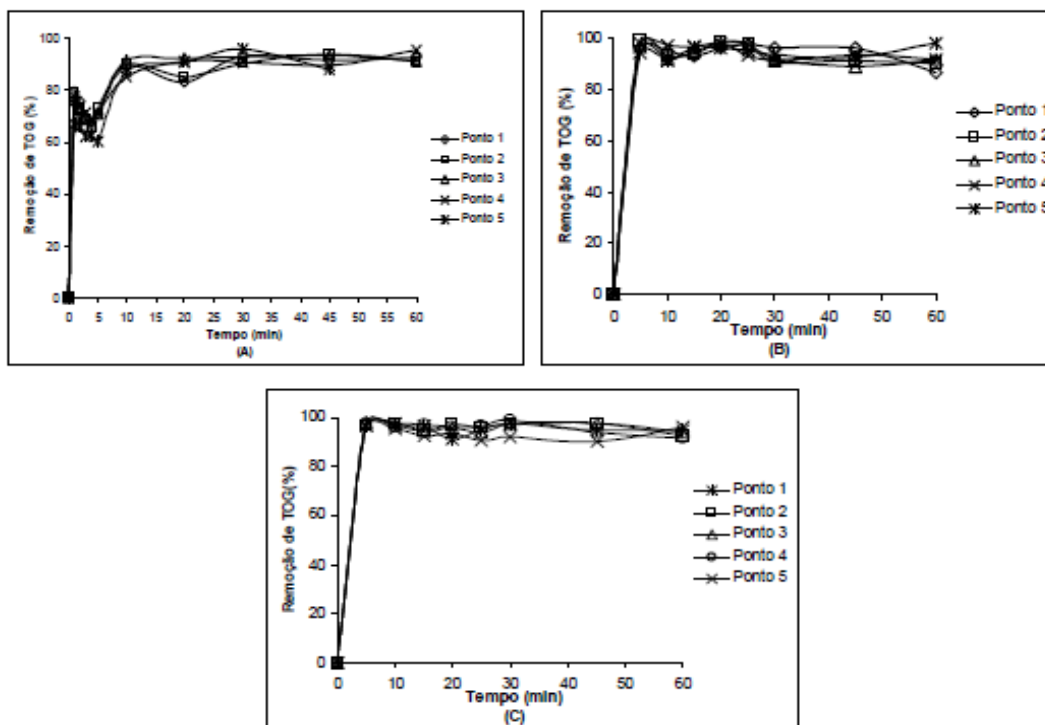 Remoção de TOG (%)
100
80
60
40
20
0
0 5 10 15 20 25 30 35 40 45 50 55 60
Tempo (min)
(A)
Ponto 1
Ponto 2
Ponto 3
Ponto 4
Ponto 5
Remoção de TOG (%)
100
80
60
40
20
0
0 10 20 30 40 50 60
Tempo (min)
(B)
Ponto 1
Ponto 2
Ponto 3
Ponto 4
Ponto 5
Remoção de TOG(%)
100
80
60
40
20
0
0 10 20 30 40 50 60
Tempo (min)
(C)
Ponto 1
Ponto 2
Ponto 3
Ponto 4
Ponto 5